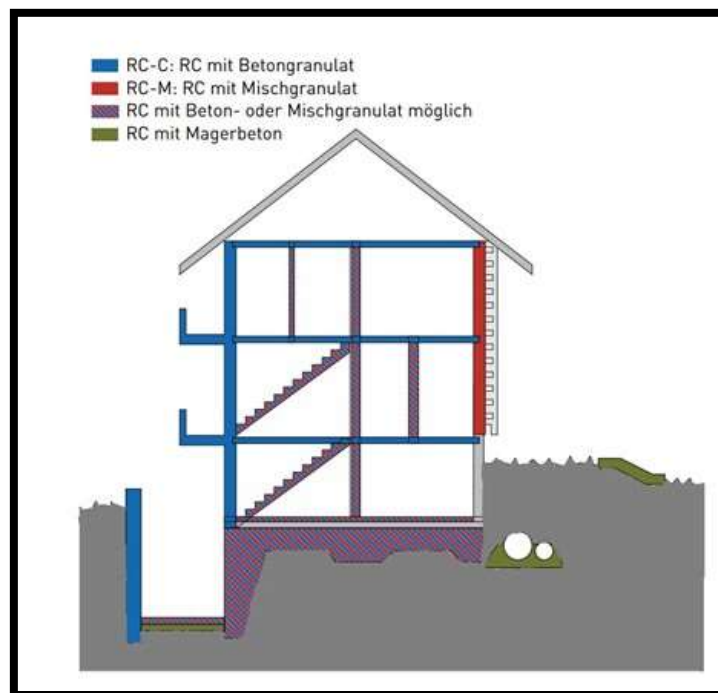 RC-C: RC mit Betongranulat
RC-M: RC mit Mischgranulat
RC mit Beton- oder Mischgranulat möglich
RC mit Magerbeton